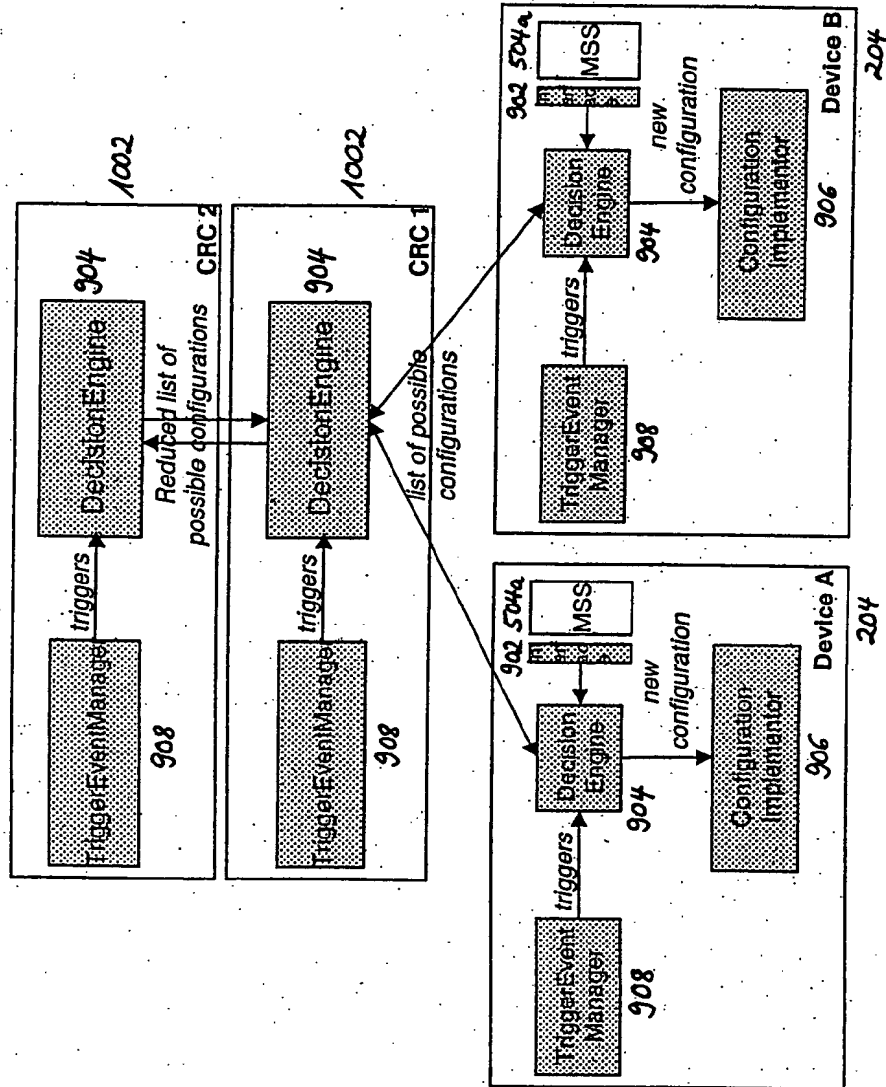 1002
TriggerEventManager
908
triggers
DecisionEngine
904
CRC 2
Reduced list of
possible configurations
1002
TriggerEventManager
908
triggers
DecisionEngine
904
CRC 1
list of possible
configurations
TriggerEvent
Manager
908
triggers
Decision
Engine
904
902
504a
MSS
new
configuration
Configuration
Implementor
906
Device A
204
TriggerEvent
Manager
908
triggers
Decision
Engine
904
902
504a
MSS
new
configuration
Configuration
Implementor
906
Device B
204